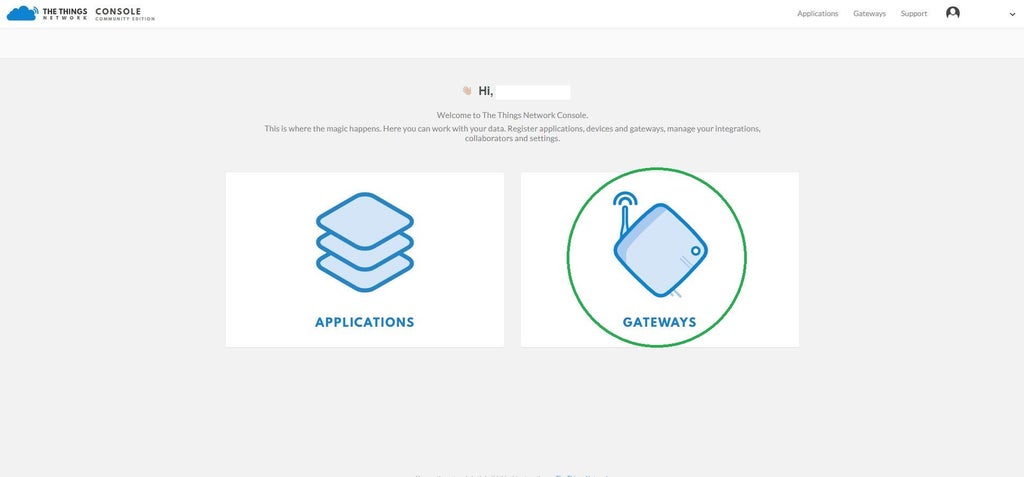 THE THINGS
NETWORK
CONSOLE
COMMUNITY EDITION
Applications Gateways Support
Hi,
Welcome to The Things Network Console.
This is where the magic happens. Here you can work with your data. Register applications, devices and gateways, manage your integrations,
collaborators and settings.
APPLICATIONS
GATEWAYS